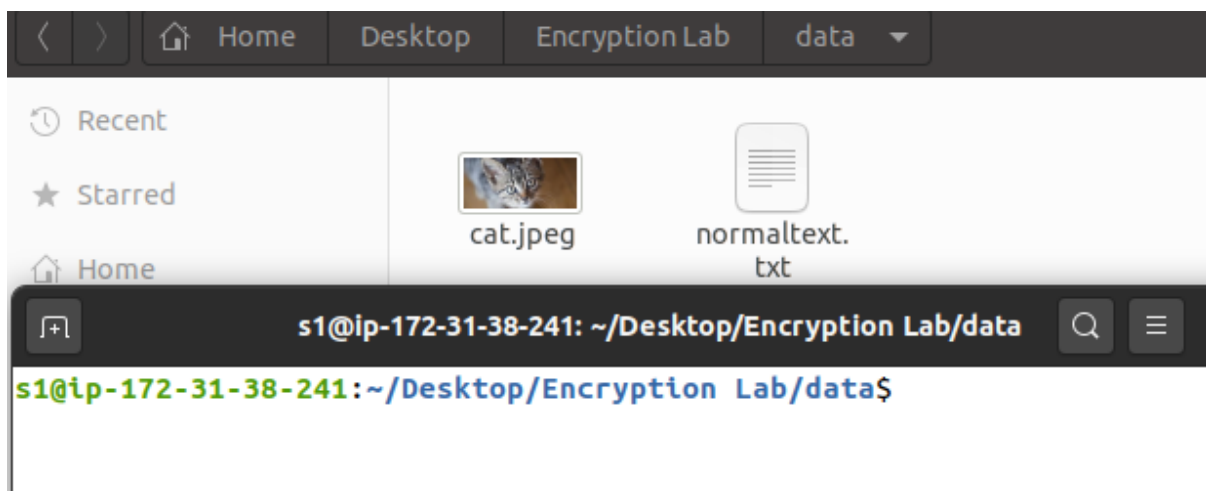 Home Desktop Encryption Lab data
Recent
Starred
Home
cat.jpeg
normaltext.
txt
s1@ip-172-31-38-241: ~/Desktop/Encryption Lab/data
s1@ip-172-31-38-241:~/Desktop/Encryption Lab/data$